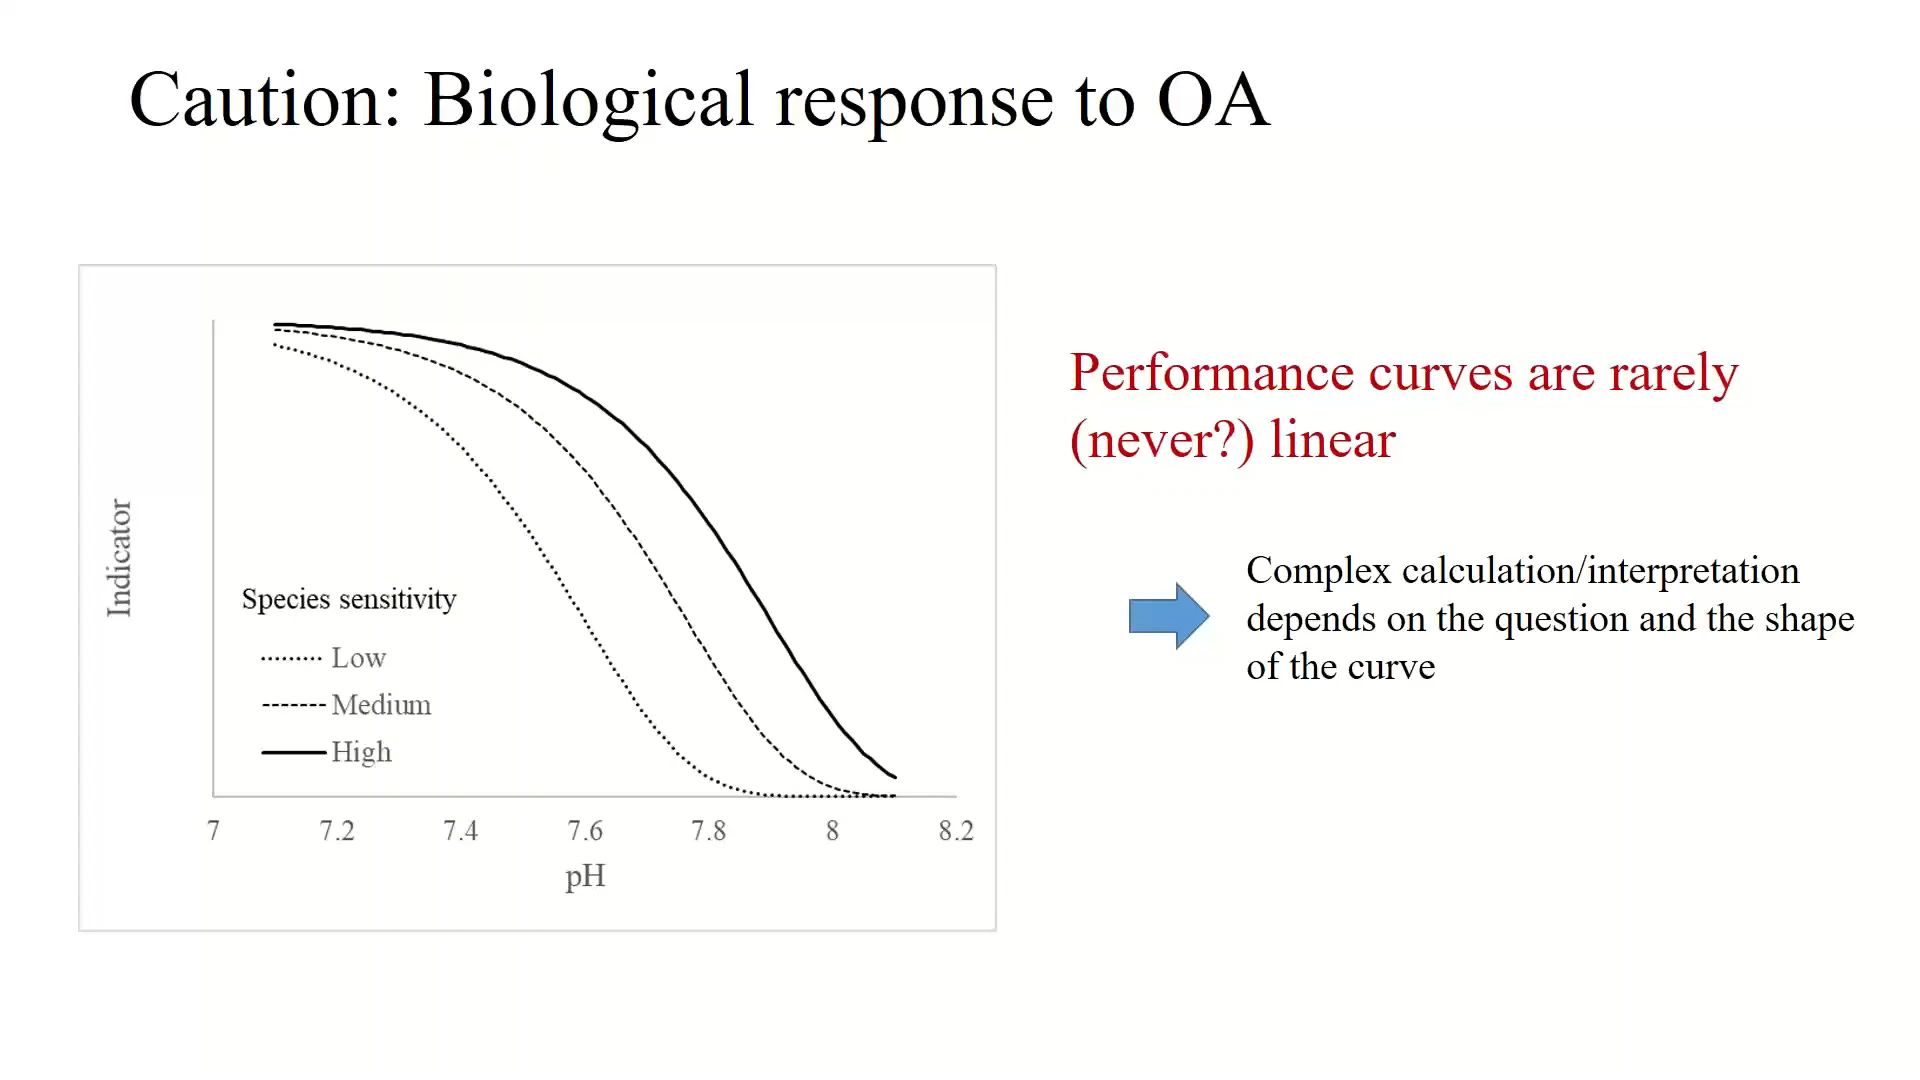 Caution: Biological response to OA
Indicator
Species sensitivity
Low
Medium
High
7 7.2 7.4 7.6 7.8 8 8.2
pH
Performance curves are rarely
(never?) linear
Complex calculation/interpretation
depends on the question and the shape
of the curve